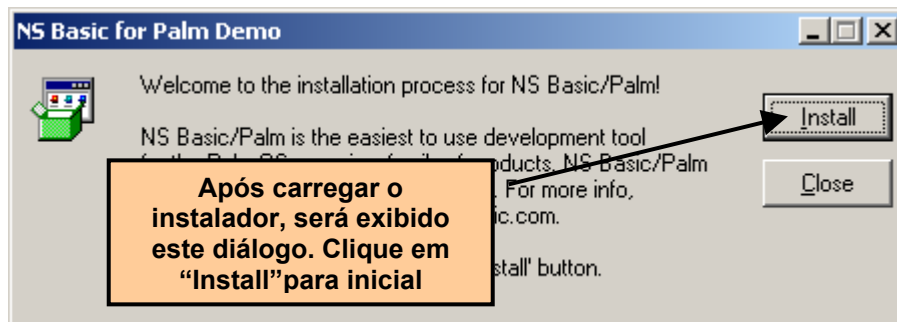 NS Basic for Palm Demo
Welcome to the installation process for NS Basic/Palm!
NS Basic/Palm is the easiest to use development tool
products. NS Basic/Palm
For more info,
ic.com.
stall' button.
Install
Close
Após carregar o
instalador, será exibido
este diálogo. Clique em
“Install”para inicial